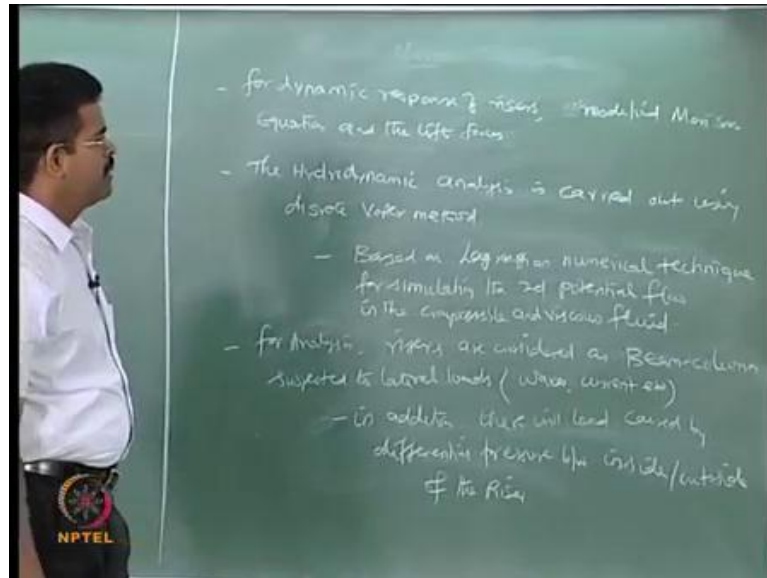 - for dynamic response of risers, modified Morison
Equation and the lift forces
- The Hydrodynamic analysis is carried out using
discrete Vortex method
- Based on Lagrangian numerical technique
for simulating the 2d potential flow
in the compressible and viscous fluid.
- for Analysis, risers are considered as Beam-column
suspected to lateral loads (wave, current etc)
- in addition there will load caused by
differential pressure b/w inside/outside
of the Riser
NPTEL